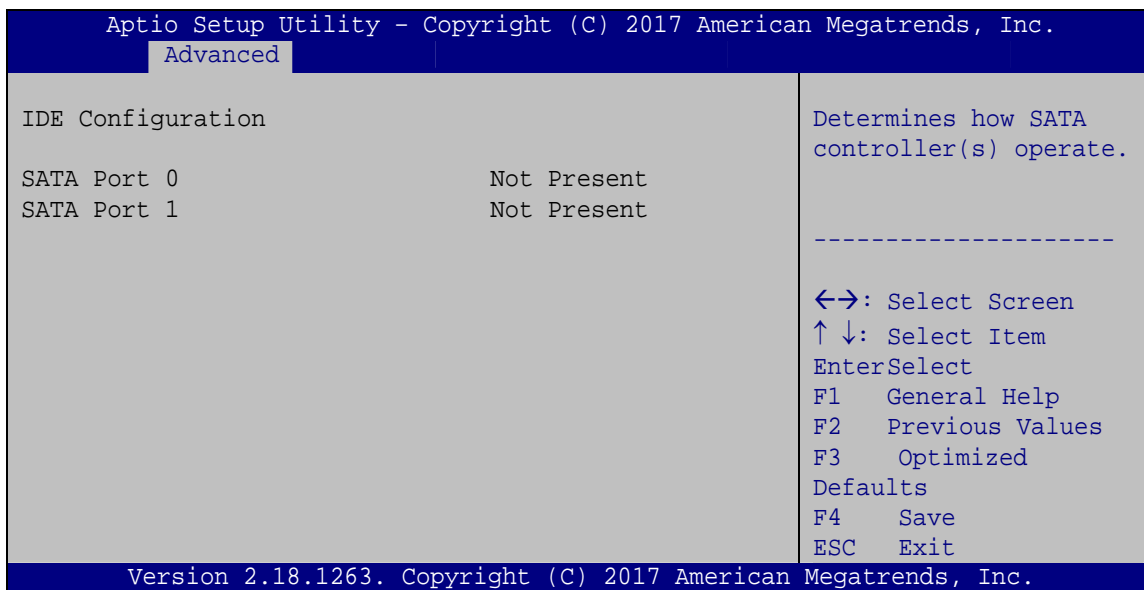 Aptio Setup Utility – Copyright (C) 2017 American Megatrends, Inc.
Advanced
IDE Configuration
SATA Port 0 Not Present
SATA Port 1 Not Present
Determines how SATA
controller(s) operate.
---------------------
←→: Select Screen
↑ ↓: Select Item
EnterSelect
F1 General Help
F2 Previous Values
F3 Optimized
Defaults
F4 Save
ESC Exit
Version 2.18.1263. Copyright (C) 2017 American Megatrends, Inc.